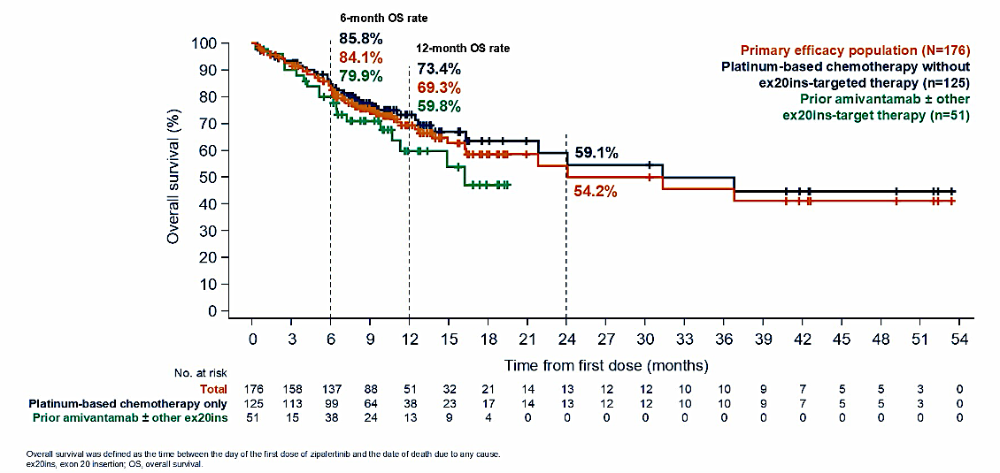 6-month OS rate
85.8%
84.1%
79.9%
12-month OS rate
73.4%
69.3%
59.8%
Primary efficacy population (N=176)
Platinum-based chemotherapy without
ex20ins-targeted therapy (n=125)
Prior amivantamab ± other
ex20ins-target therapy (n=51)
59.1%
54.2%
Overall survival (%)
100
90
80
70
60
50
40
30
20
10
0
0 3 6 9 12 15 18 21 24 27 30 33 36 39 42 45 48 51 54
Time from first dose (months)
No. at risk
Total 176 158 137 88 51 32 21 14 13 12 12 10 10 9 7 5 5 3 0
Platinum-based chemotherapy only 125 113 99 64 38 23 17 14 13 12 12 10 10 9 7 5 5 3 0
Prior amivantamab ± other ex20ins 51 15 38 24 13 9 4 0 0 0 0 0 0 0 0 0 0 0 0
Overall survival was defined as the time between the day of the first dose of zipalertinib and the date of death due to any cause.
ex20ins, exon 20 insertion; OS, overall survival.